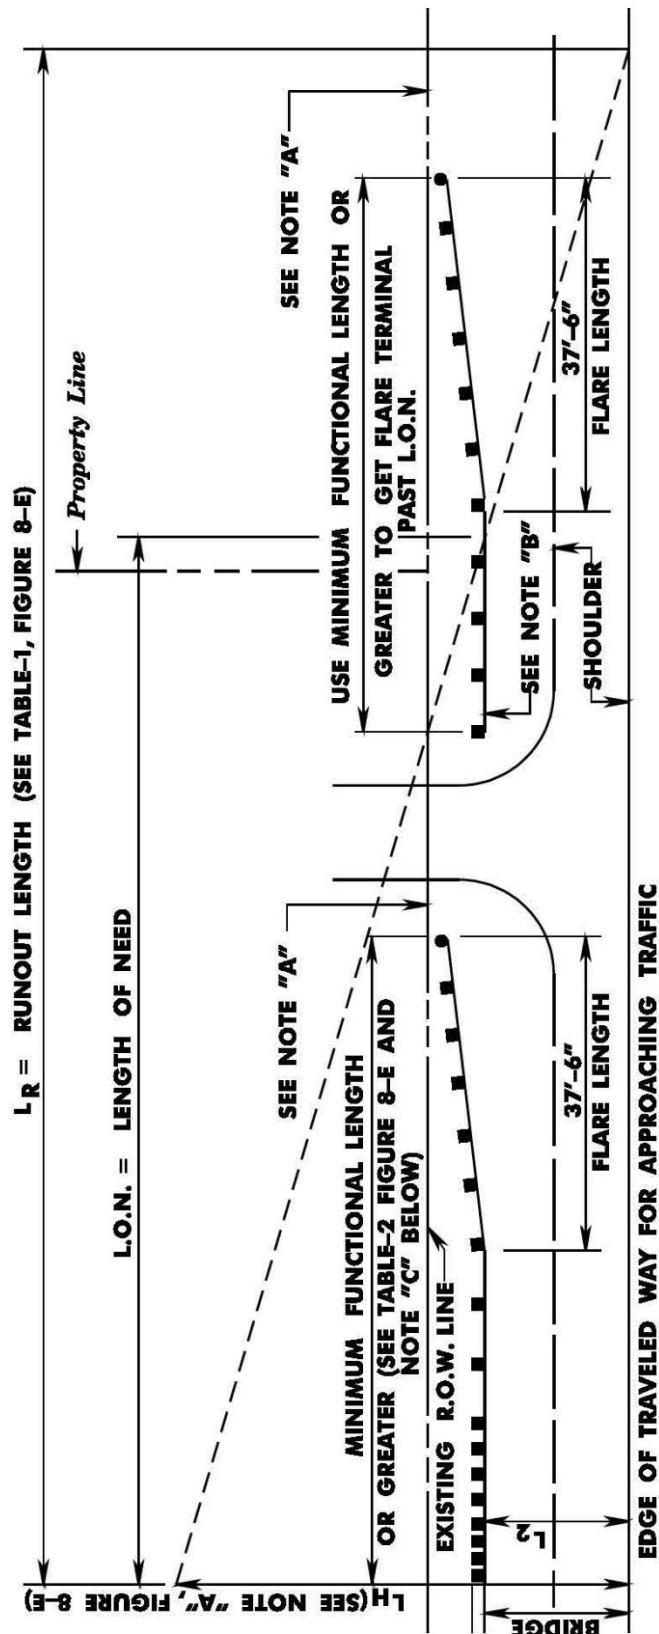 L_R = RUNOUT LENGTH (SEE TABLE-1, FIGURE 8-E)
Property Line
L.O.N. = LENGTH OF NEED
SEE NOTE "A"
SEE NOTE "A"
USE MINIMUM FUNCTIONAL LENGTH OR
GREATER TO GET FLARE TERMINAL
PAST L.O.N.
MINIMUM FUNCTIONAL LENGTH
OR GREATER (SEE TABLE-2 FIGURE 8-E AND
NOTE "C" BELOW)
EXISTING R.O.W. LINE
SEE NOTE "B"
SHOULDER
37'-6"
FLARE LENGTH
37'-6"
FLARE LENGTH
L_H (SEE NOTE "A", FIGURE 8-E)
L2
BRIDGE
EDGE OF TRAVELED WAY FOR APPROACHING TRAFFIC